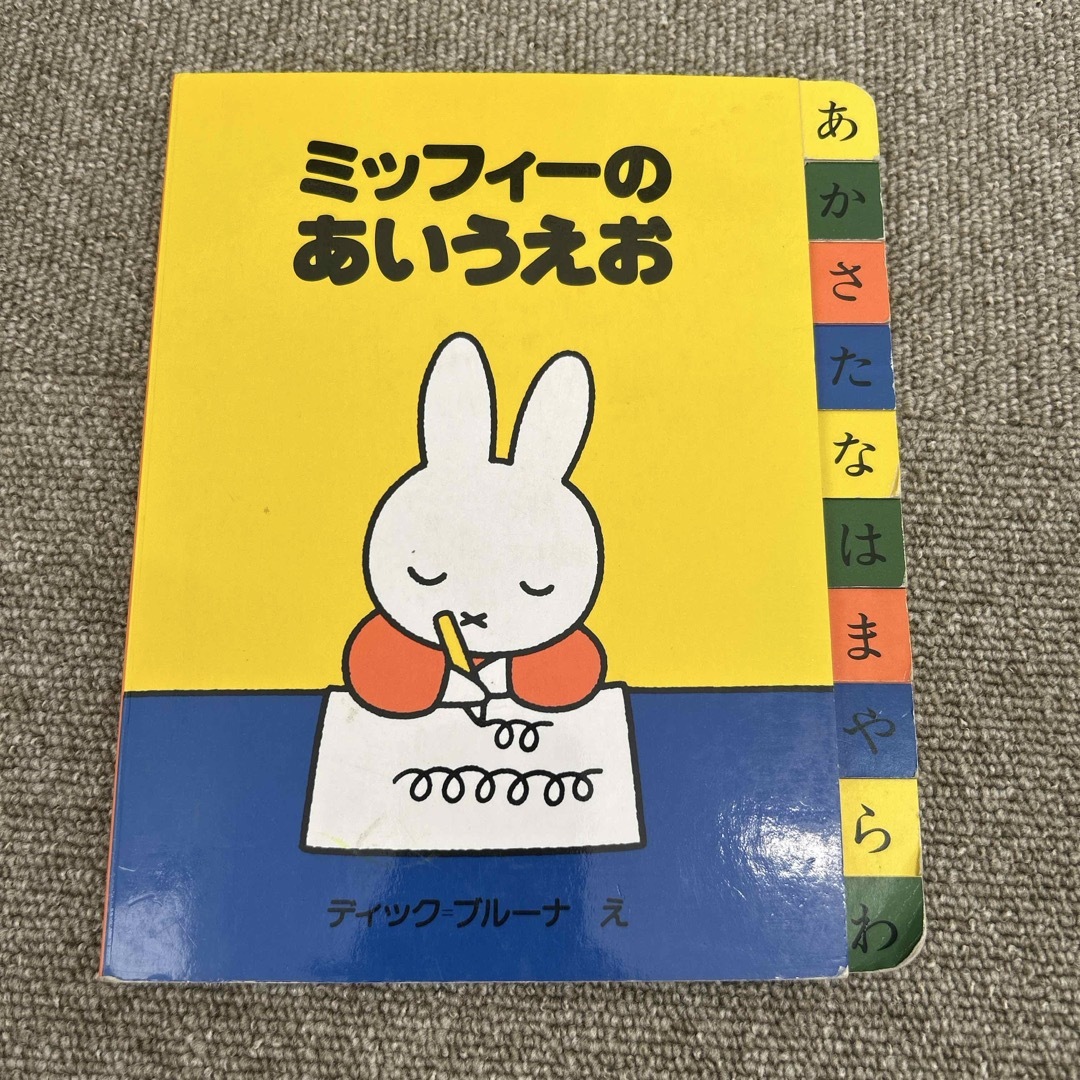 ミッフィーの
あいうえお
ディック=ブルーナ え
あ
か
さ
た
な
は
ま
や
ら
わ